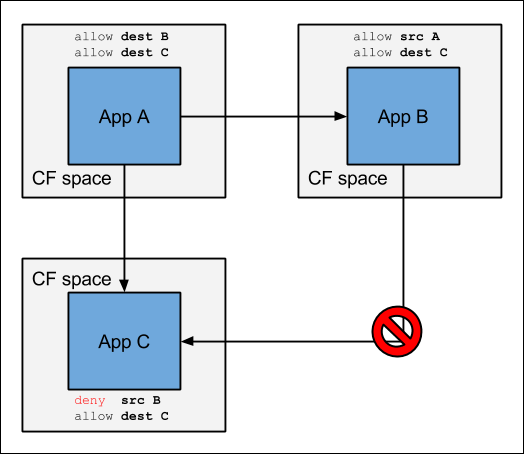 allow dest B
allow dest C
App A
CF space
allow src A
allow dest C
App B
CF space
CF space
App C
deny src B
allow dest C